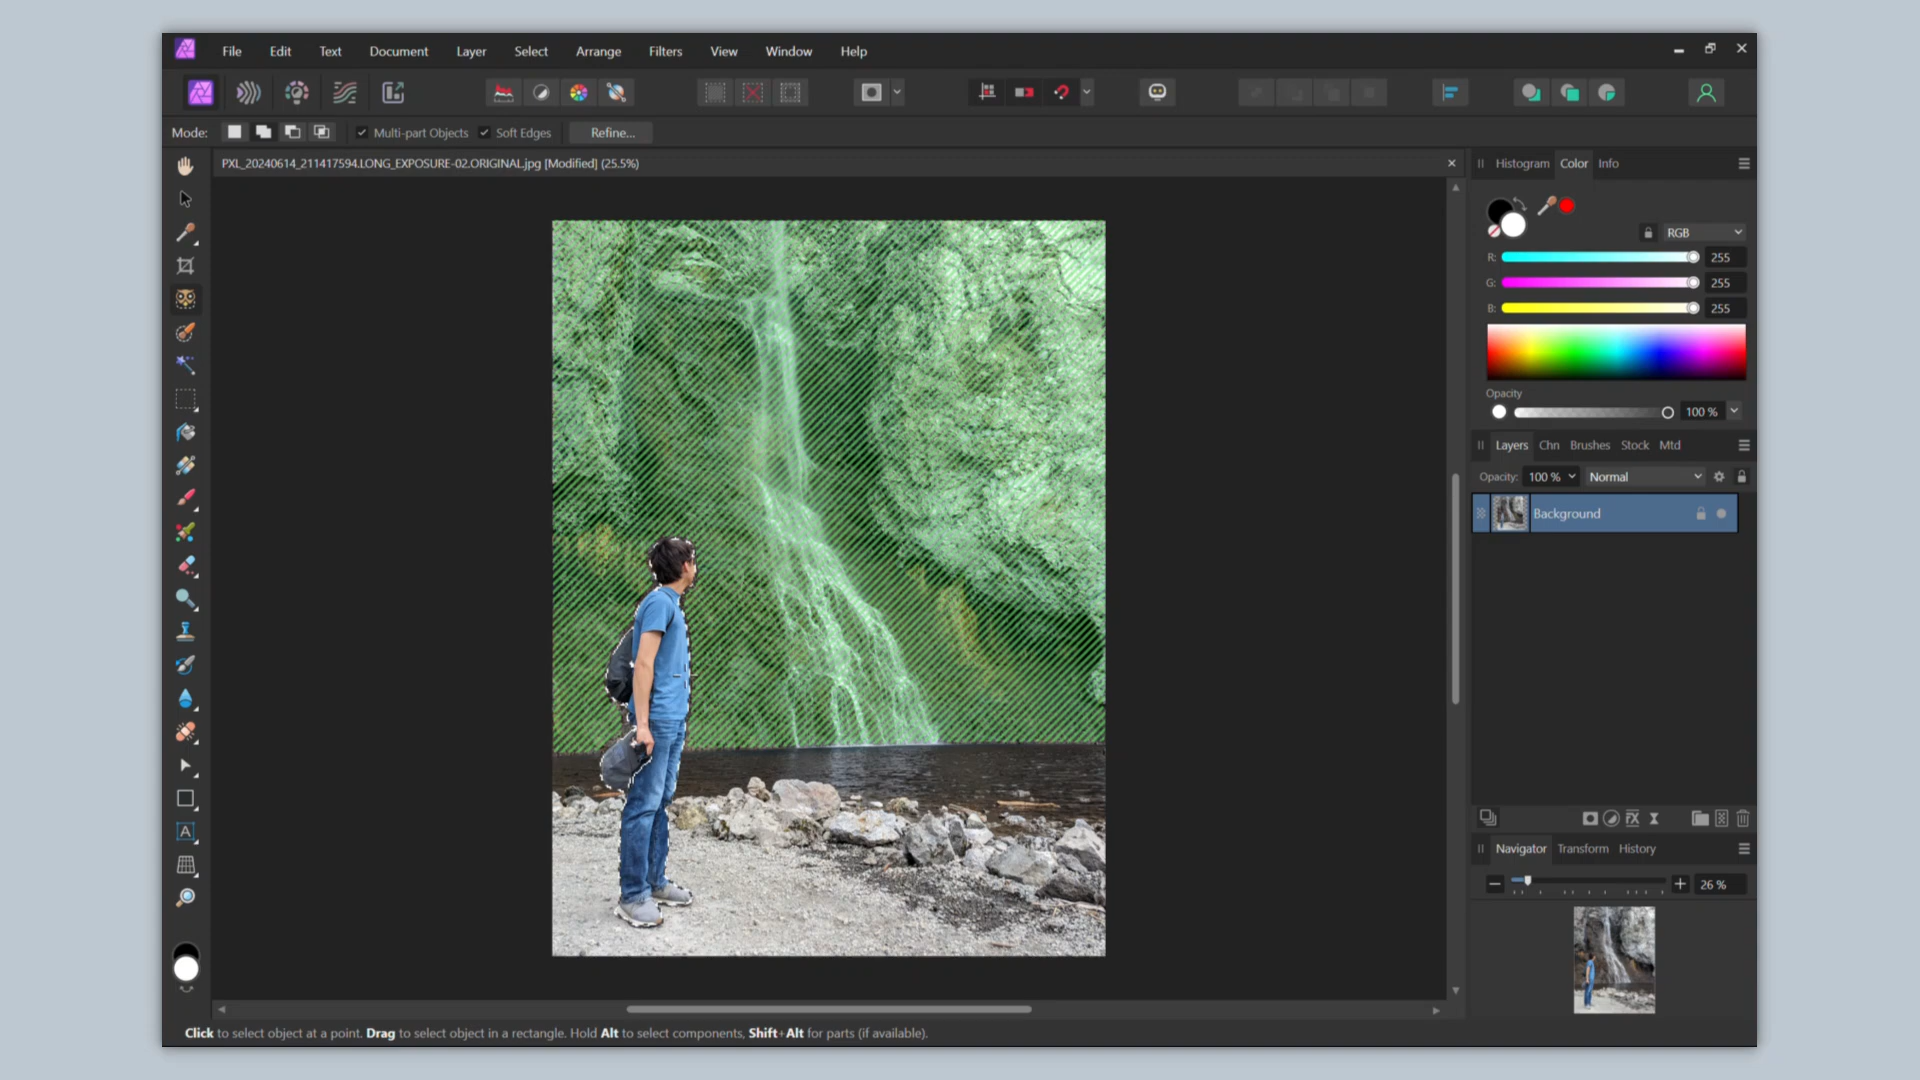 File Edit Text Document Layer Select Arrange Filters View Window Help
Mode: Multi-part Objects Soft Edges Refine...
PXL_20240614_211417594.LONG_EXPOSURE-02.ORIGINAL.jpg [Modified] (25.5%)
Histogram Color Info
RGB
R: 255
G: 255
B: 255
Opacity
100 %
Layers Chn Brushes Stock Mtd
Opacity: 100 % Normal
Background
Navigator Transform History
26 %
Click to select object at a point. Drag to select object in a rectangle. Hold Alt to select components, Shift+Alt for parts (if available).